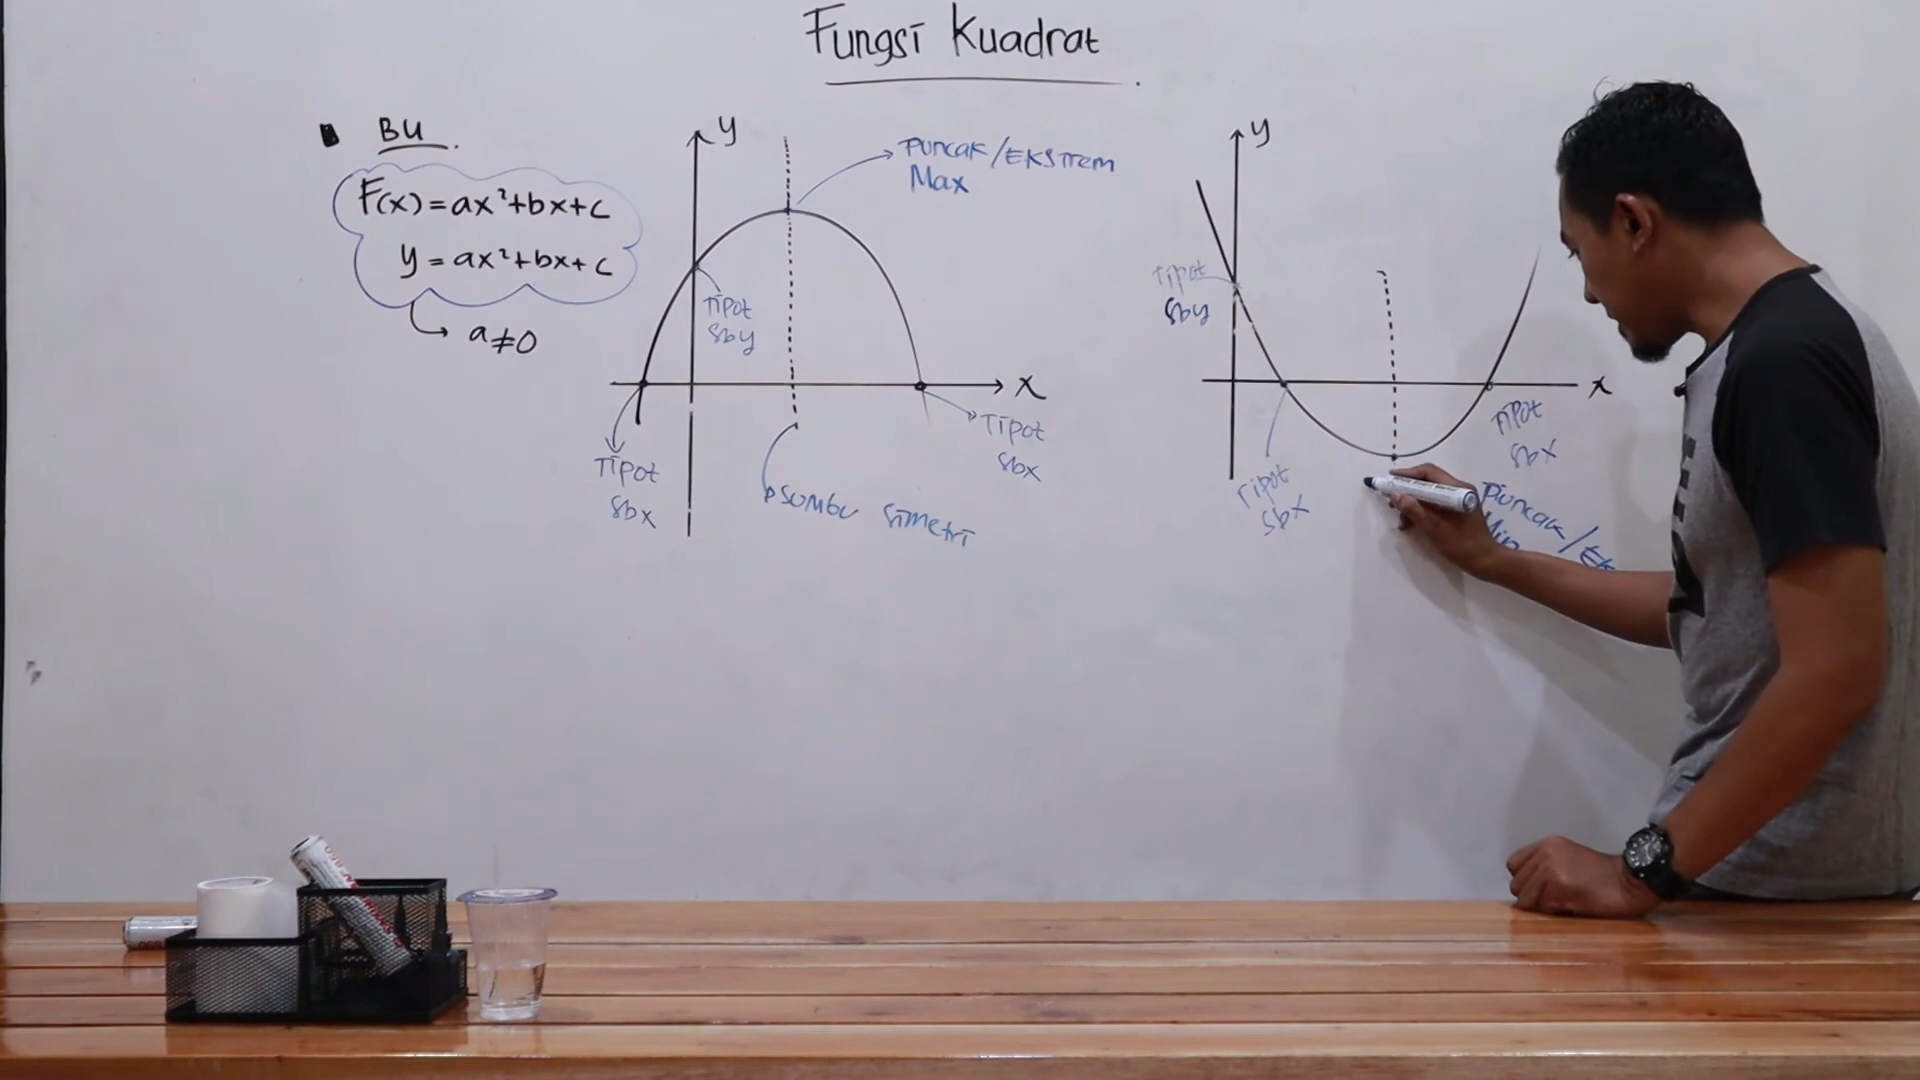 Fungsi Kuadrat
BU.
F(x) = ax²+bx+c
y = ax²+bx+c
a≠0
y
Puncak/Ekstrem
Max
Tipot
sby
x
Tipot
sbx
Tipot
sbx
Sumbu Simetri
y
Tipot
sby
x
Tipot
sbx
Tipot
sbx
Puncak/Ek
Min